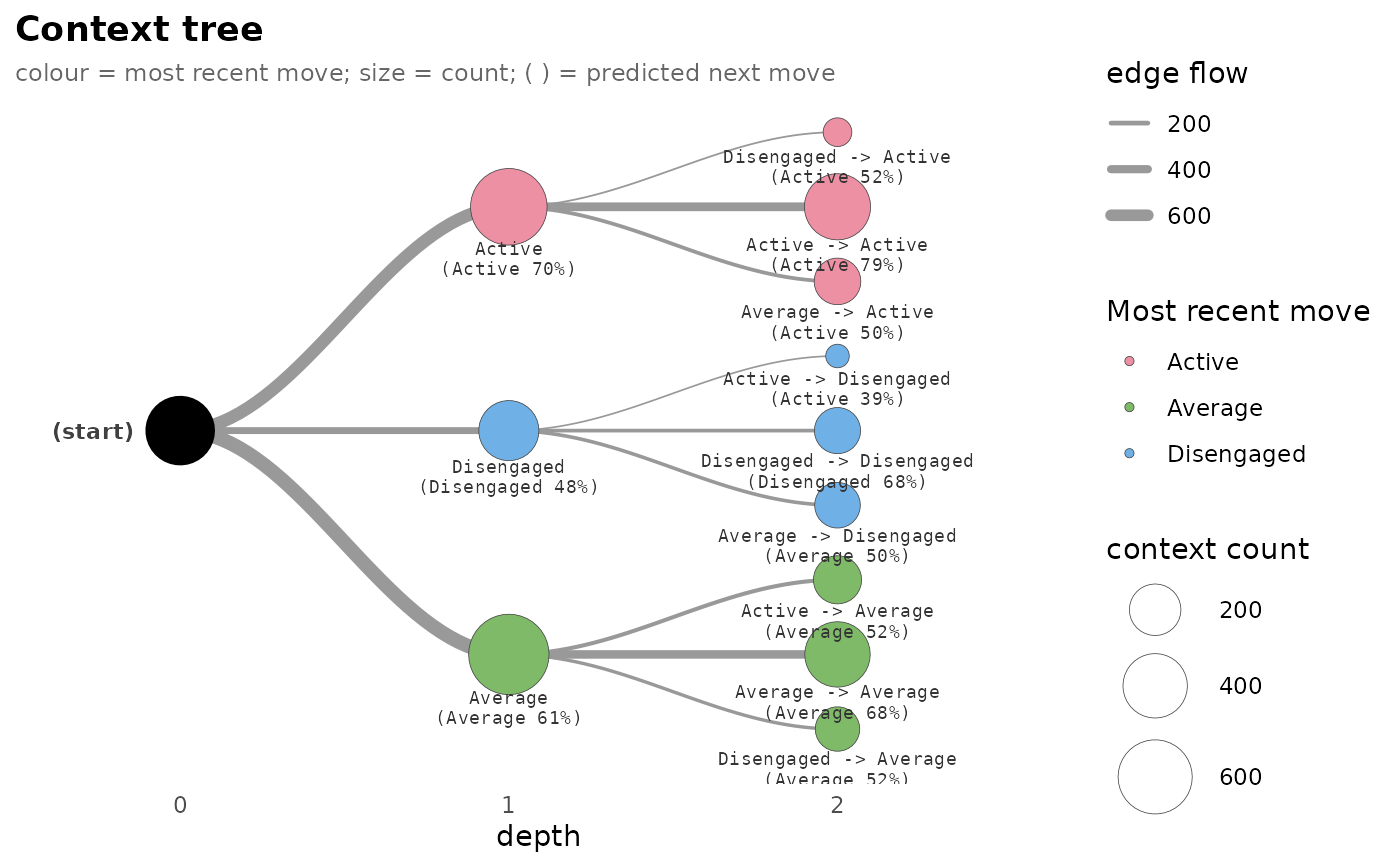 Context tree
colour = most recent move; size = count; ( ) = predicted next move
(start)
Active
(Active 70%)
Disengaged
(Disengaged 48%)
Average
(Average 61%)
Disengaged -> Active
(Active 52%)
Active -> Active
(Active 79%)
Average -> Active
(Active 50%)
Active -> Disengaged
(Active 39%)
Disengaged -> Disengaged
(Disengaged 68%)
Average -> Disengaged
(Average 50%)
Active -> Average
(Average 52%)
Average -> Average
(Average 68%)
Disengaged -> Average
(Average 52%)
0
1
2
depth
edge flow
200
400
600
Most recent move
Active
Average
Disengaged
context count
200
400
600